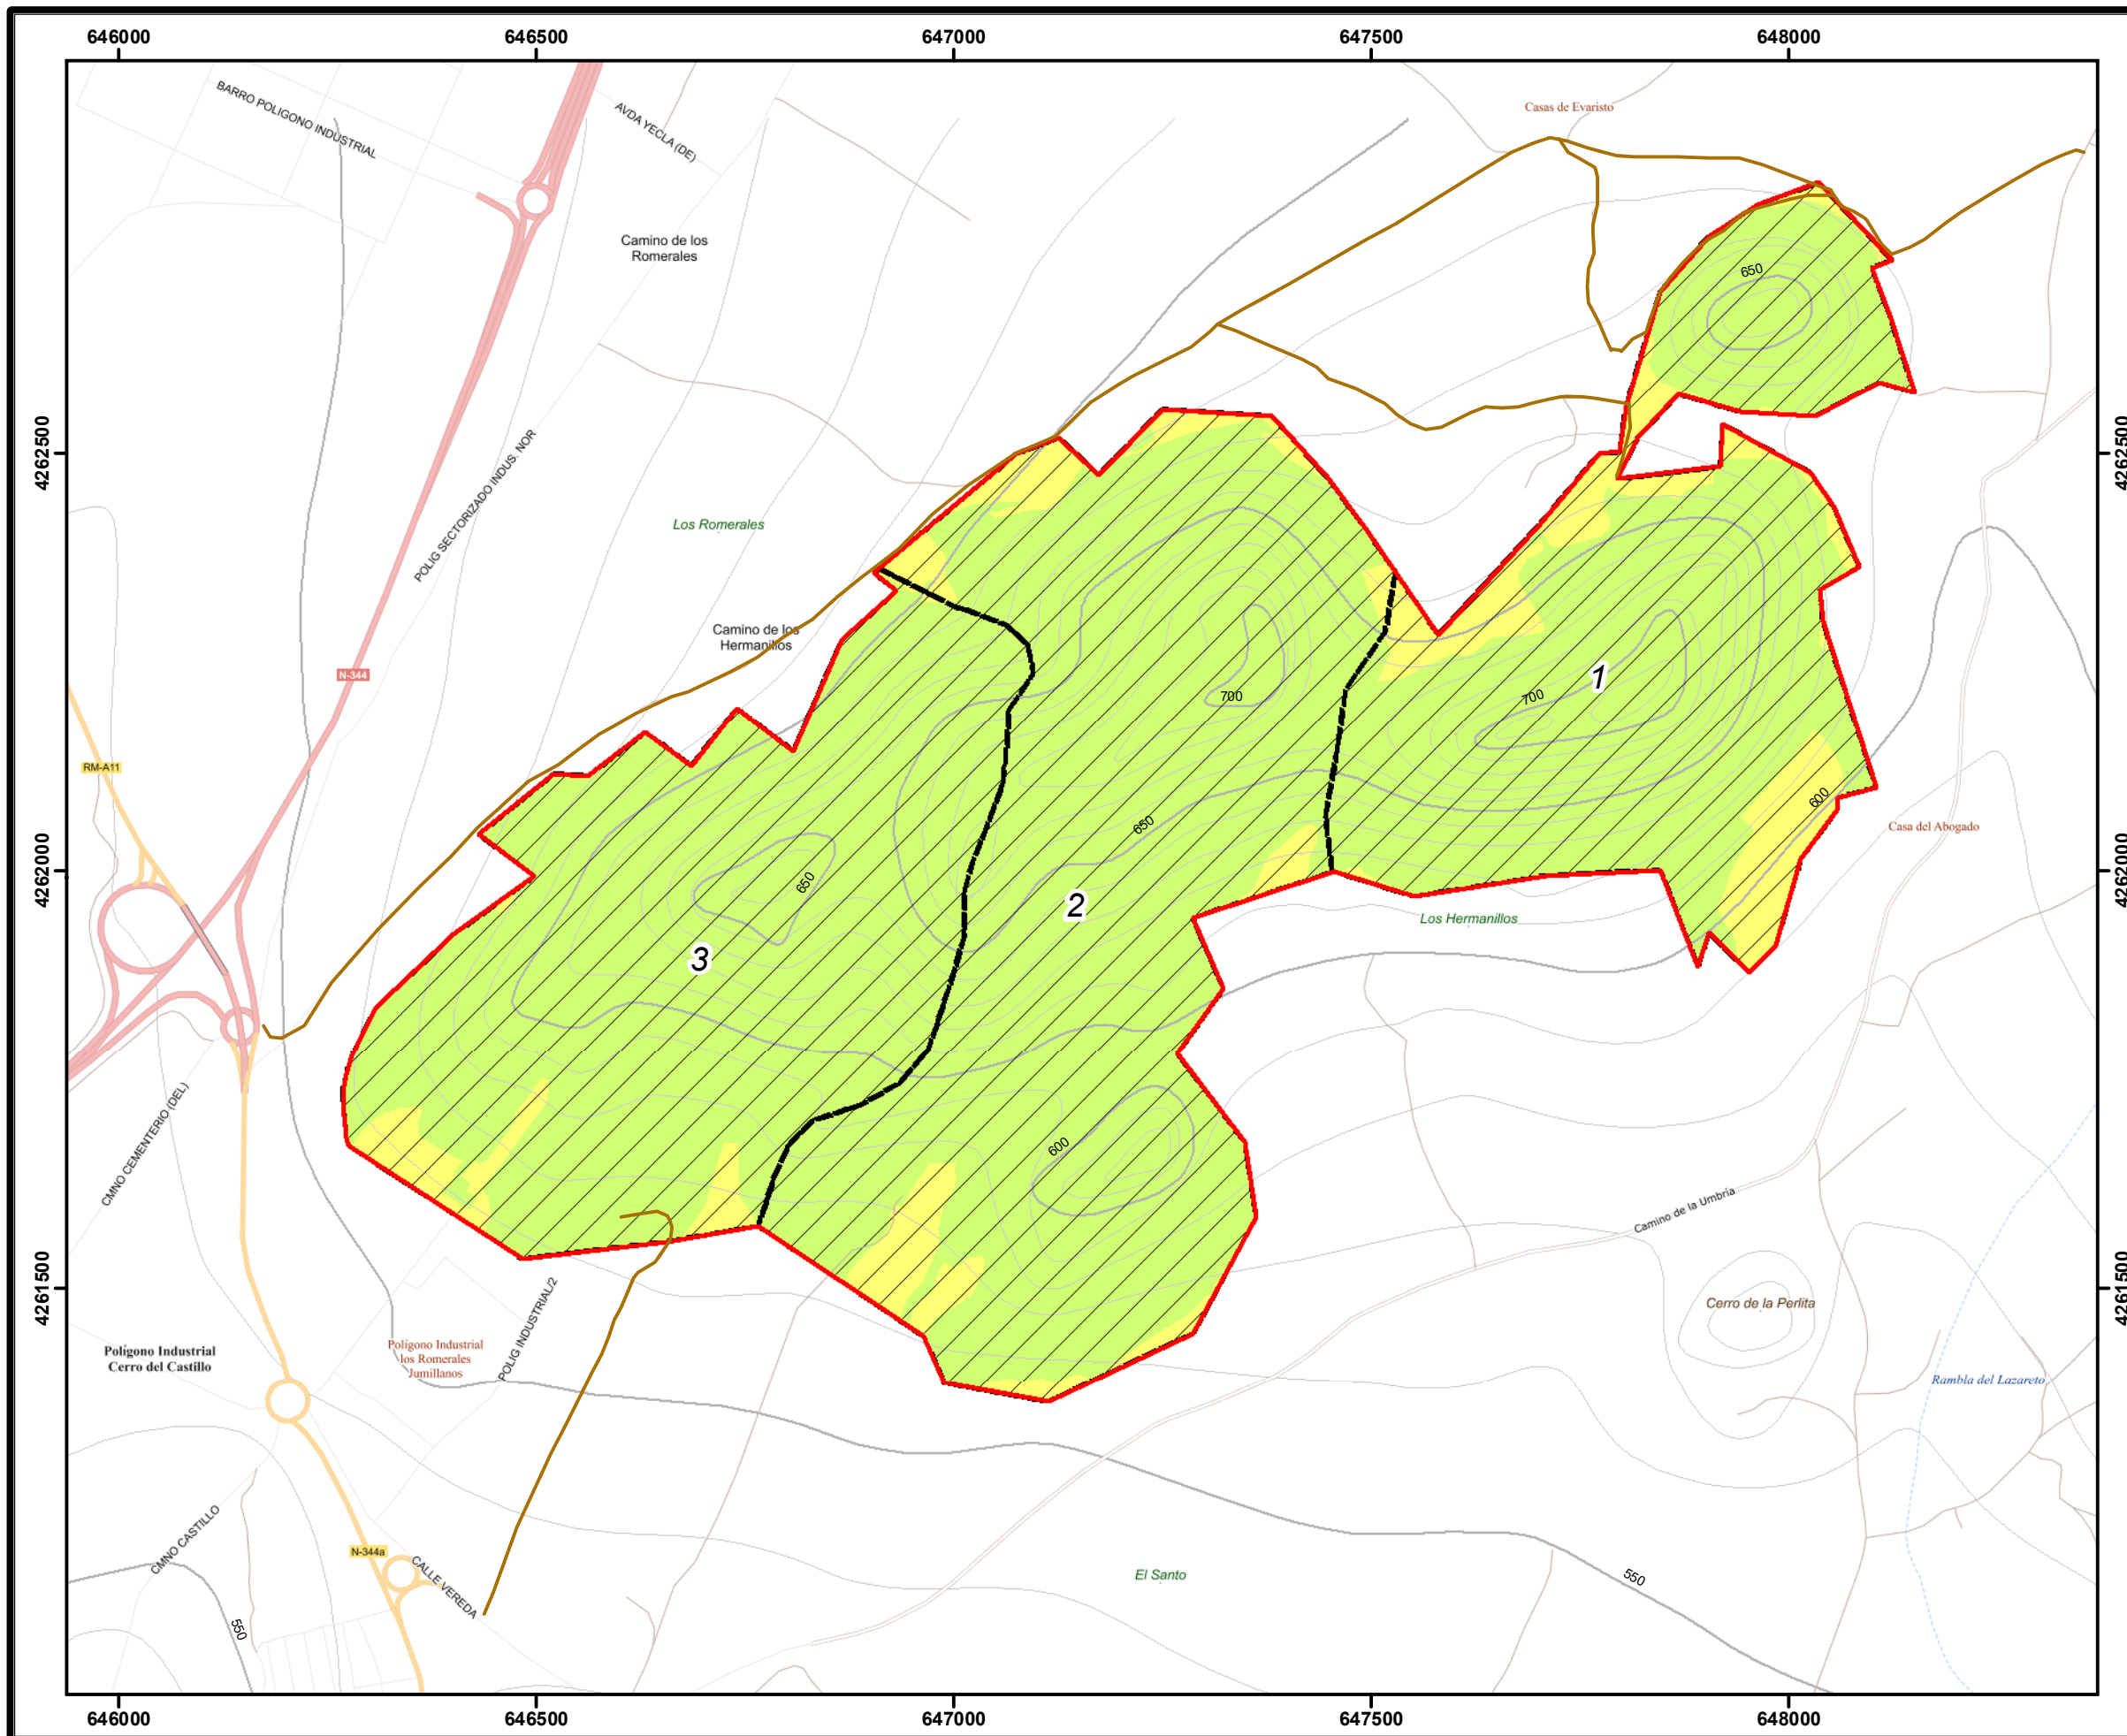 646000
646500
647000
647500
648000
BARRO POLIGONO INDUSTRIAL
AVDA YECLA (DE)
Casas de Evaristo
Camino de los
Romerales
650
4262500
4262500
POLIG SECTORIZADO INDUS. NOR
Los Romerales
Camino de los
Hermanillos
N-344
700
700
1
RM-A11
600
650
Casa del Abogado
4262000
4262000
650
2
Los Hermanillos
3
CMNO CEMENTERIO (DEL)
600
Camino de la Umbría
4261500
4261500
Cerro de la Perlita
Polígono Industrial
Cerro del Castillo
Polígono Industrial
los Romerales
Jumillanos
POLIG INDUSTRIAL/2
Rambla del Lazareto
CMNO CASTILLO
N-344a
CALLE VEREDA
El Santo
550
550
646000
646500
647000
647500
648000